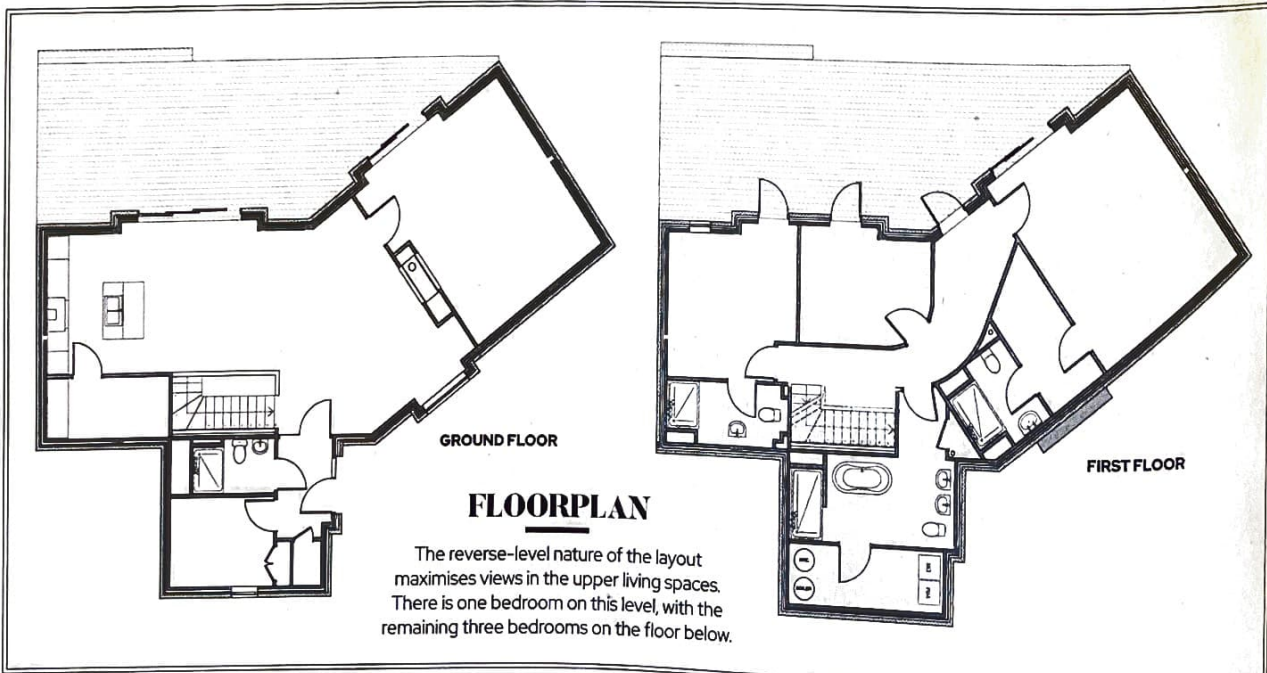 GROUND FLOOR
FIRST FLOOR
FLOORPLAN
The reverse-level nature of the layout
maximises views in the upper living spaces.
There is one bedroom on this level, with the
remaining three bedrooms on the floor below.